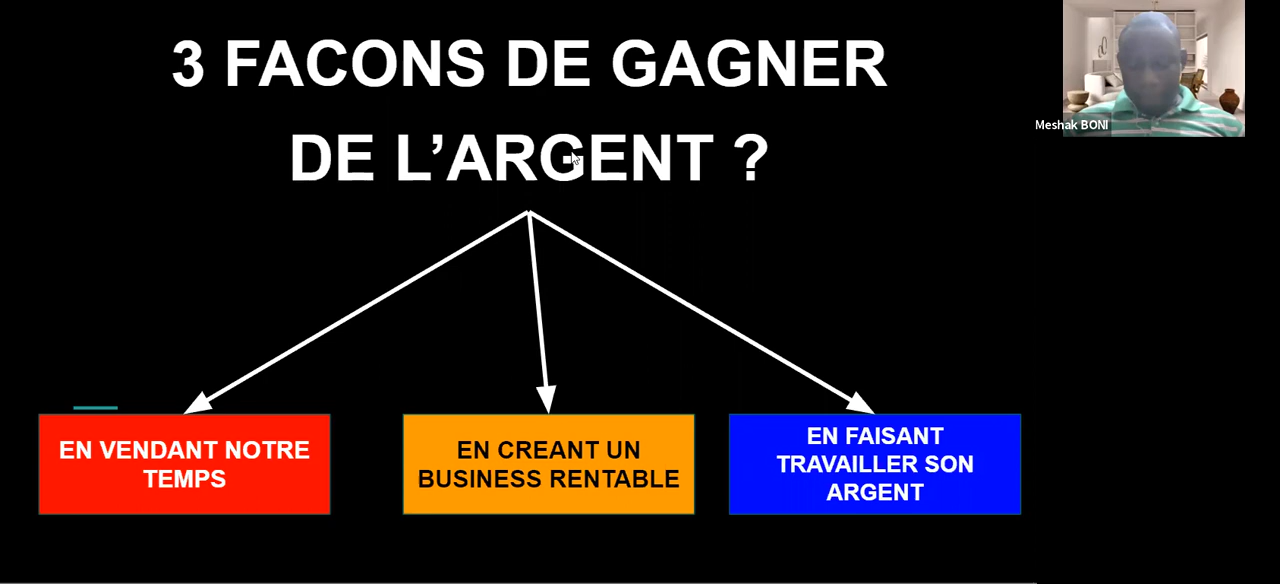 3 FACONS DE GAGNER
DE L’ARGENT ?
Meshak BONI
EN VENDANT NOTRE
TEMPS
EN CREANT UN
BUSINESS RENTABLE
EN FAISANT
TRAVAILLER SON
ARGENT